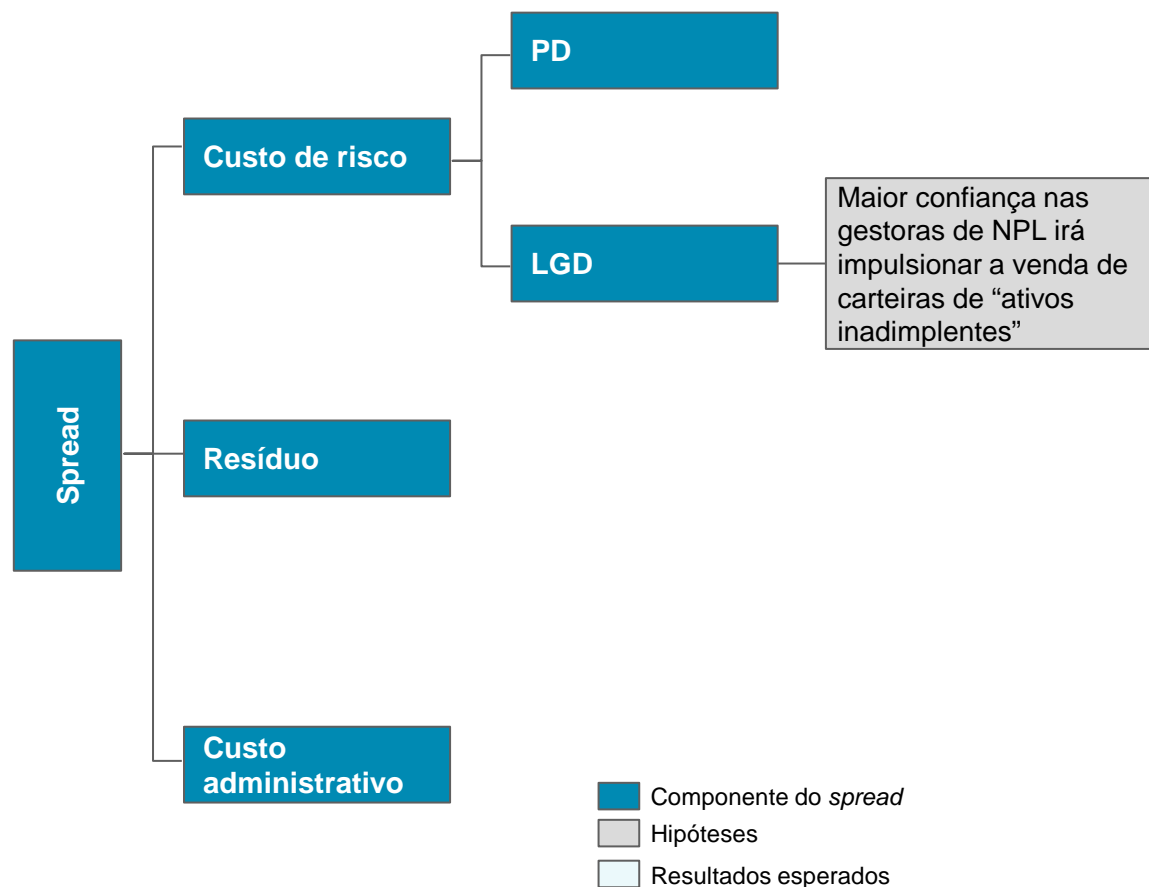 PD
Custo de risco
LGD
Maior confiança nas
gestoras de NPL irá
impulsionar a venda de
carteiras de “ativos
inadimplentes”
Spread
Resíduo
Custo
administrativo
Componente do spread
Hipóteses
Resultados esperados